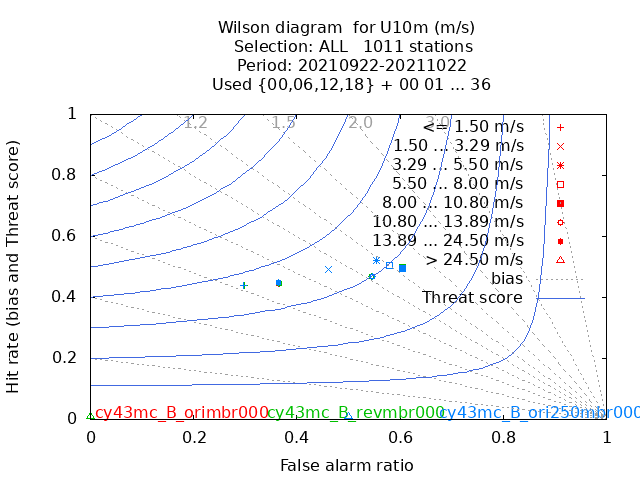 Wilson diagram  for U10m (m/s)
Selection: ALL   1011 stations
Period: 20210922-20211022
Used {00,06,12,18} + 00 01 ... 36
Hit rate (bias and Threat score)
1
0.8
0.6
0.4
0.2
0
1.2
1.5
2.0
3.0
<= 1.50 m/s
1.50 ... 3.29 m/s
3.29 ... 5.50 m/s
5.50 ... 8.00 m/s
8.00 ... 10.80 m/s
10.80 ... 13.89 m/s
13.89 ... 24.50 m/s
> 24.50 m/s
bias
Threat score
cy43mc_B_orimbr000 cy43mc_B_revmbr000 cy43mc_B_ori250mbr000
0 0.2 0.4 0.6 0.8 1
False alarm ratio